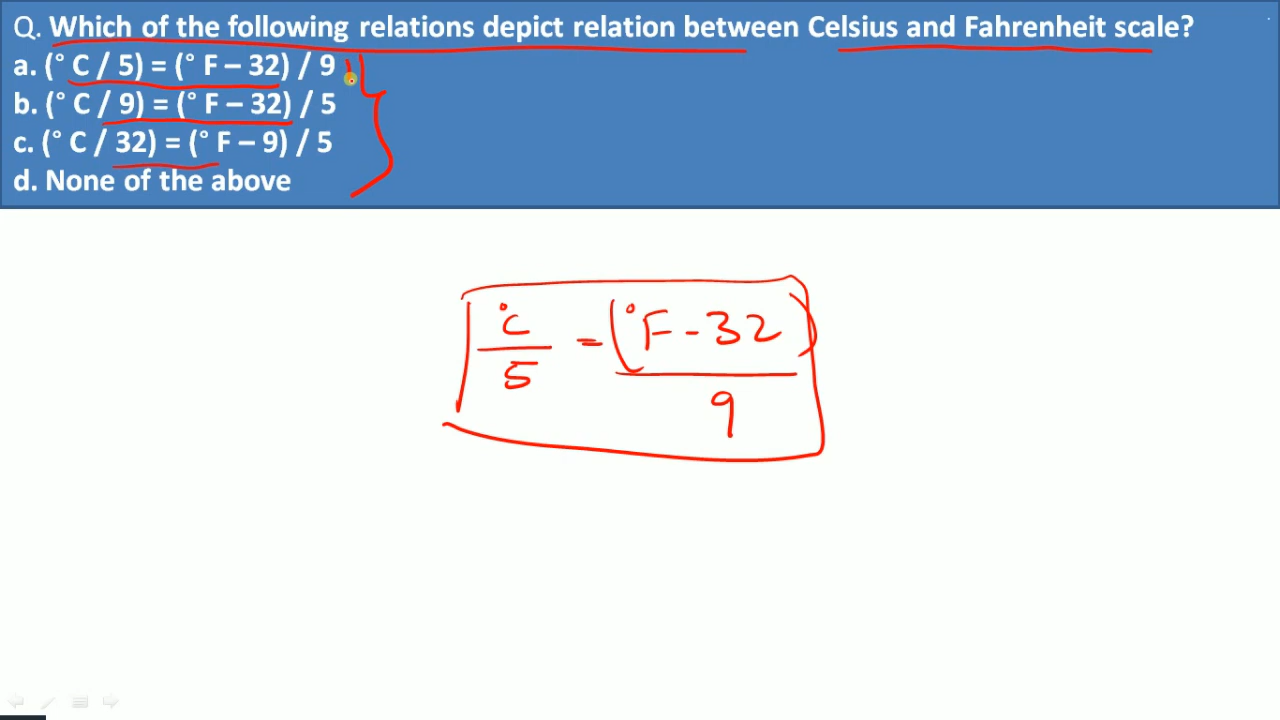 Q. Which of the following relations depict relation between Celsius and Fahrenheit scale?
a. (° C / 5) = (° F – 32) / 9
b. (° C / 9) = (° F – 32) / 5
c. (° C / 32) = (° F – 9) / 5
d. None of the above
°C = (°F - 32)
5 9